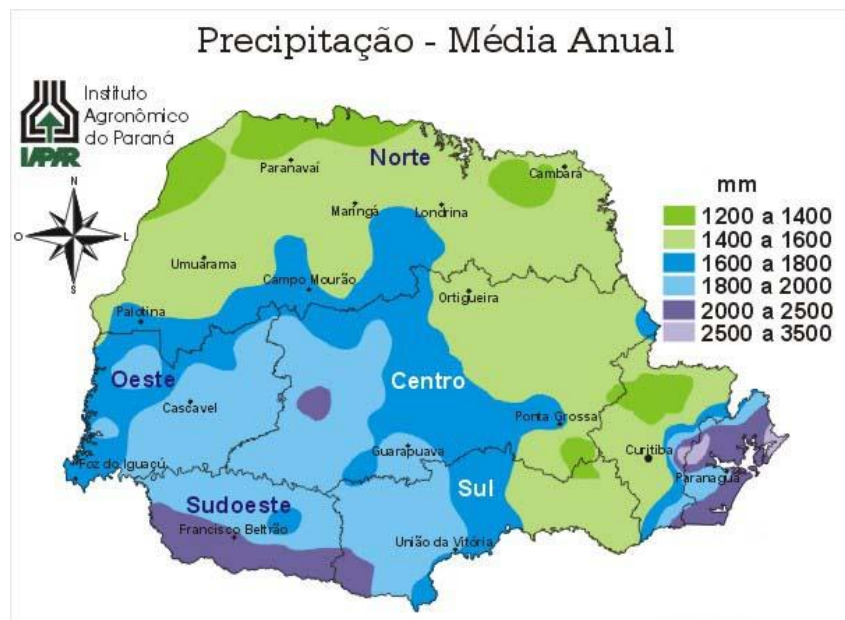 Precipitação - Média Anual
Instituto
Agronômico
do Paraná
IAPAR
N
O
L
S
mm
1200 a 1400
1400 a 1600
1600 a 1800
1800 a 2000
2000 a 2500
2500 a 3500
Paranavaí
Norte
Cambará
Maringá
Londrina
Umuarama
Campo Mourão
Ortigueira
Palotina
Oeste
Centro
Cascavel
Ponta Grossa
Guarapuava
Curitiba
Foz do Iguaçú
Sul
Paranaguá
Sudoeste
Francisco Beltrão
União da Vitória